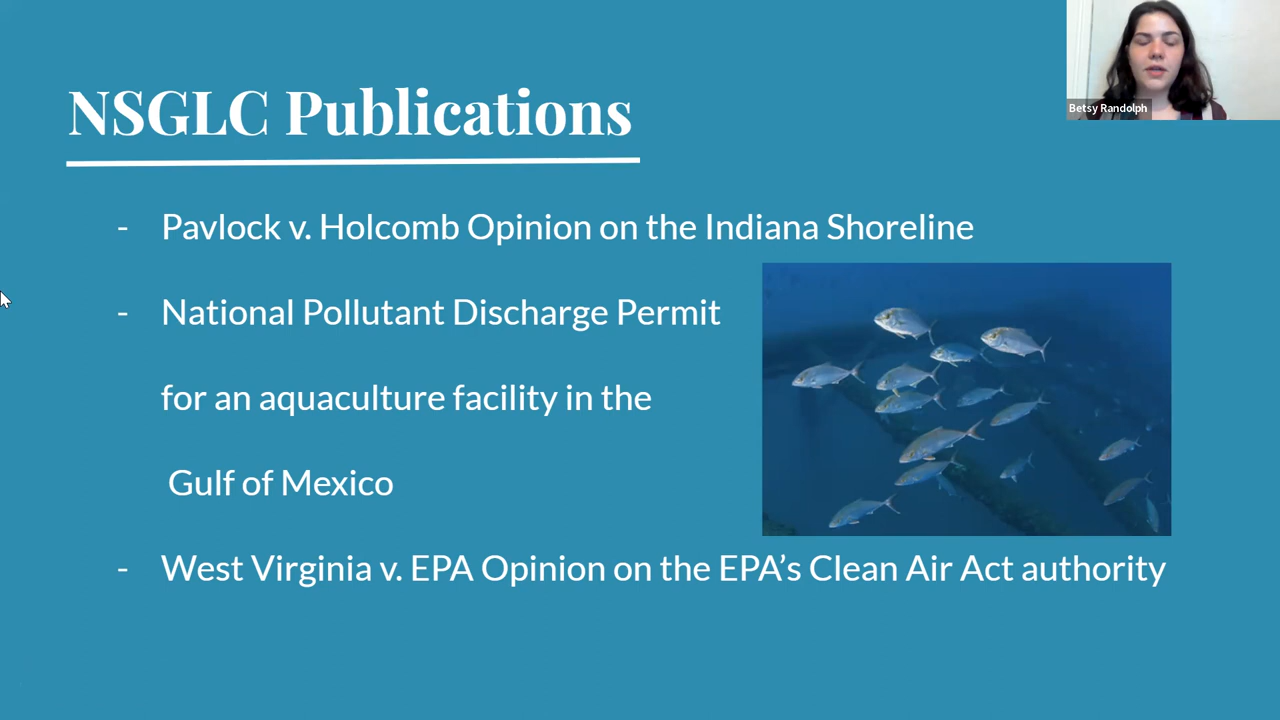 NSGLC Publications
Betsy Randolph
- Pavlock v. Holcomb Opinion on the Indiana Shoreline
- National Pollutant Discharge Permit
for an aquaculture facility in the
Gulf of Mexico
- West Virginia v. EPA Opinion on the EPA’s Clean Air Act authority